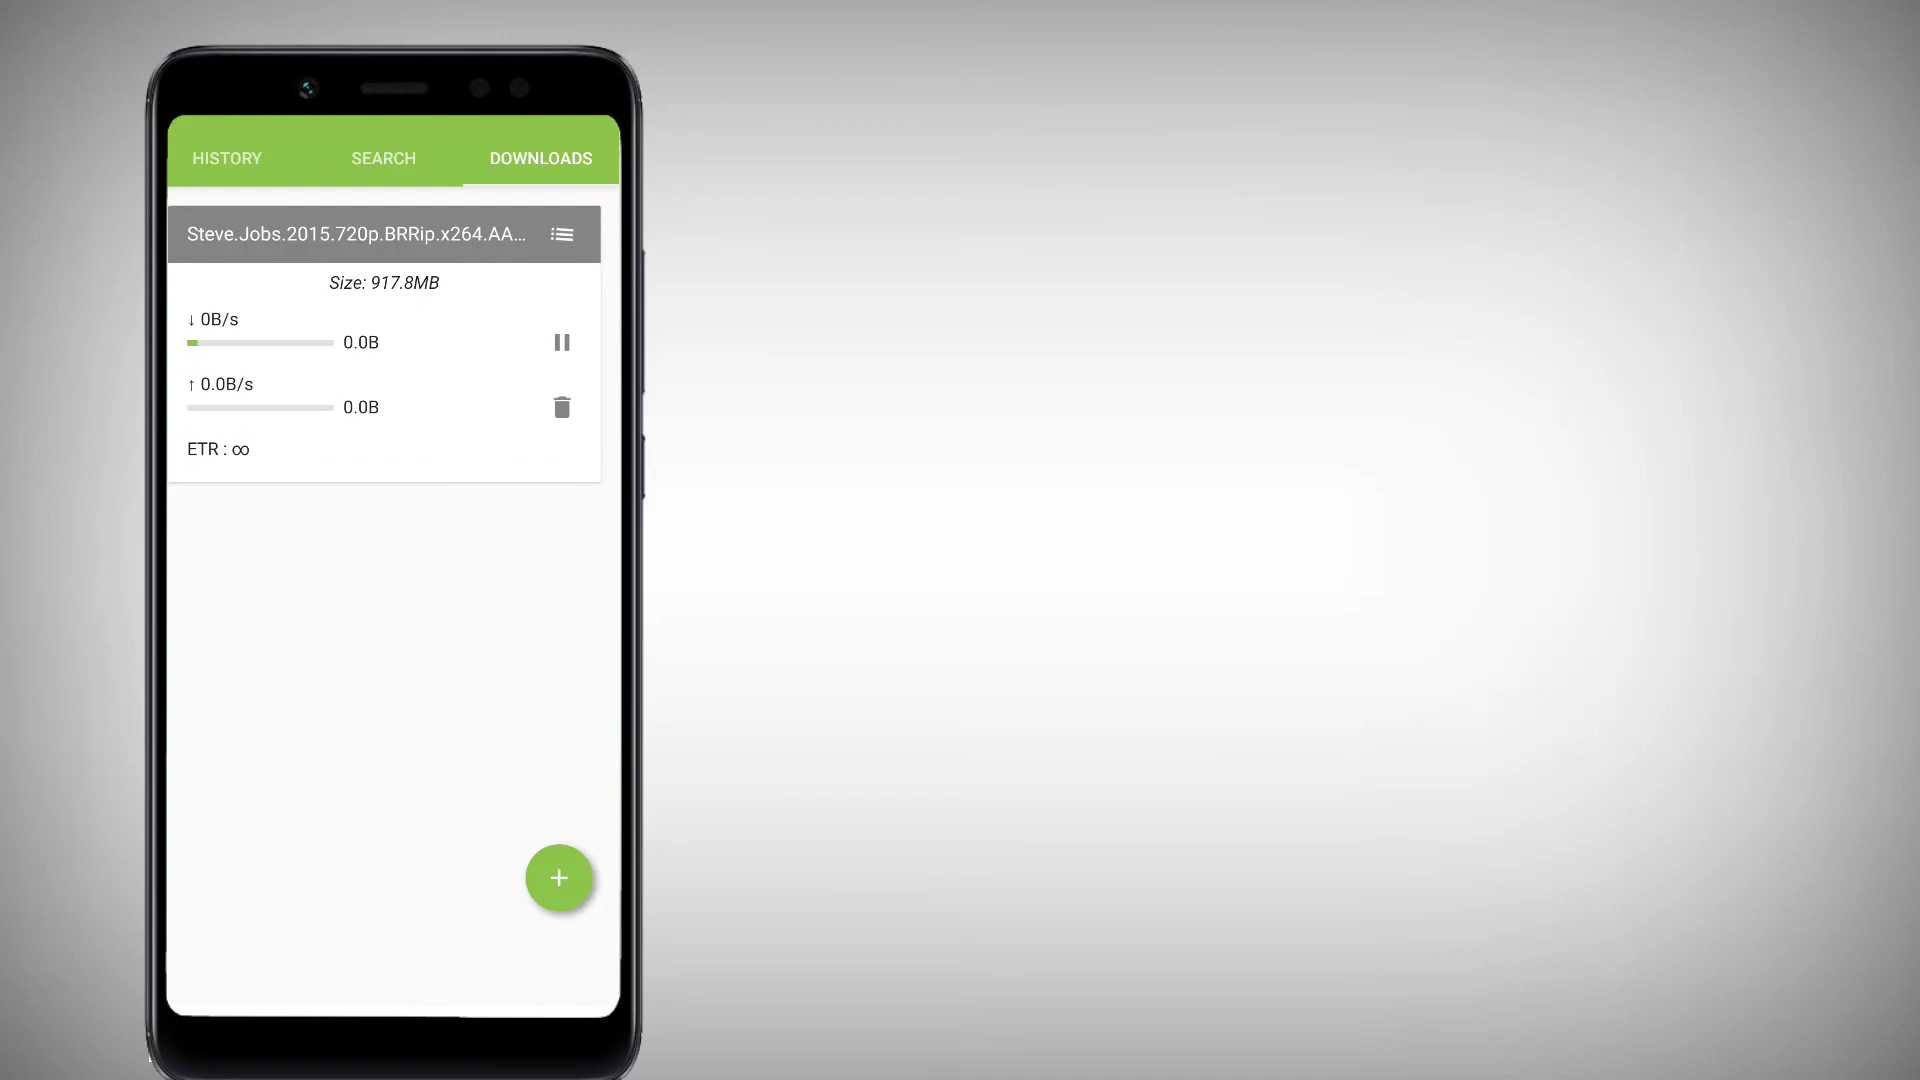 HISTORY SEARCH DOWNLOADS
Steve.Jobs.2015.720p.BRRip.x264.AA...
Size: 917.8MB
↓ 0B/s
0.0B
↑ 0.0B/s
0.0B
ETR : ∞
+